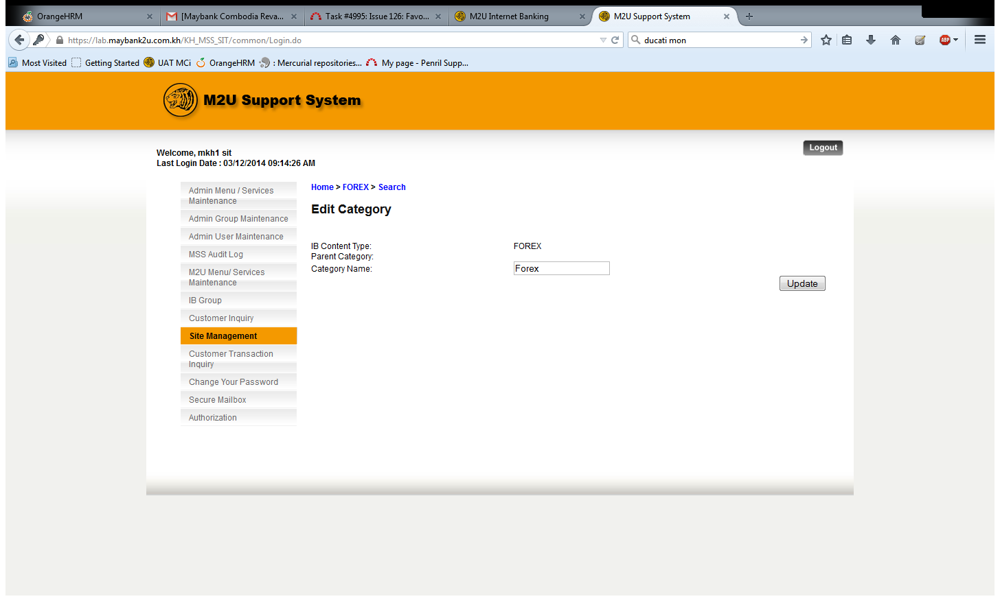 OrangeHRM
[Maybank Combodia Reva...
Task #4995: Issue 126: Favo...
M2U Internet Banking
M2U Support System
https://lab.maybank2u.com.kh/KH_MSS_SIT/common/Login.do
ducati mon
ABP
Most Visited
Getting Started
UAT MCi
OrangeHRM
: Mercurial repositories...
My page - Penril Supp...
M2U Support System
Logout
Welcome, mkh1 sit
Last Login Date : 03/12/2014 09:14:26 AM
Admin Menu / Services
Maintenance
Admin Group Maintenance
Admin User Maintenance
MSS Audit Log
M2U Menu/ Services
Maintenance
IB Group
Customer Inquiry
Site Management
Customer Transaction
Inquiry
Change Your Password
Secure Mailbox
Authorization
Home > FOREX > Search
Edit Category
IB Content Type: FOREX
Parent Category:
Category Name: Forex
Update